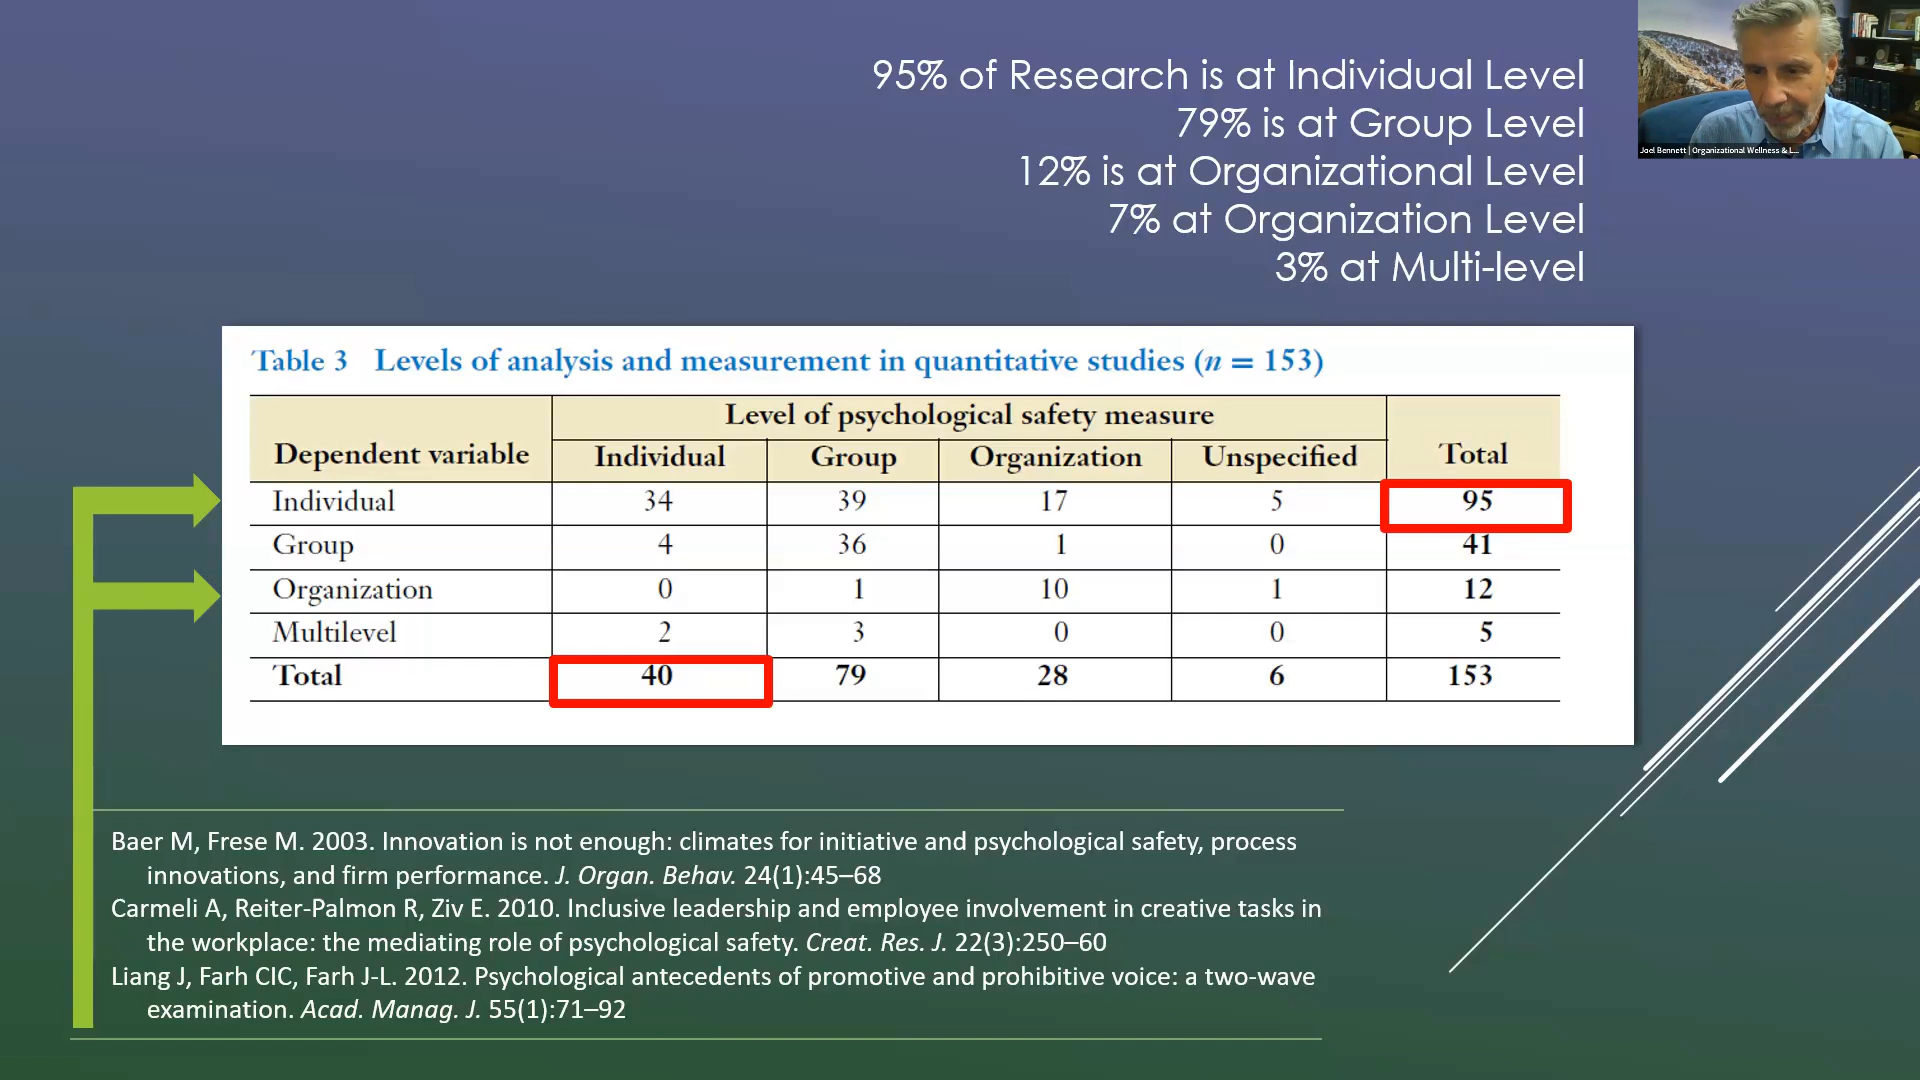 95% of Research is at Individual Level
79% is at Group Level
12% is at Organizational Level
7% at Organization Level
3% at Multi-level
Joel Bennett | Organizational Wellness & L...
Table 3 Levels of analysis and measurement in quantitative studies (n = 153)
Level of psychological safety measure
Dependent variable Individual Group Organization Unspecified Total
Individual 34 39 17 5 95
Group 4 36 1 0 41
Organization 0 1 10 1 12
Multilevel 2 3 0 0 5
Total 40 79 28 6 153
Baer M, Frese M. 2003. Innovation is not enough: climates for initiative and psychological safety, process
innovations, and firm performance. J. Organ. Behav. 24(1):45–68
Carmeli A, Reiter-Palmon R, Ziv E. 2010. Inclusive leadership and employee involvement in creative tasks in
the workplace: the mediating role of psychological safety. Creat. Res. J. 22(3):250–60
Liang J, Farh CIC, Farh J-L. 2012. Psychological antecedents of promotive and prohibitive voice: a two-wave
examination. Acad. Manag. J. 55(1):71–92